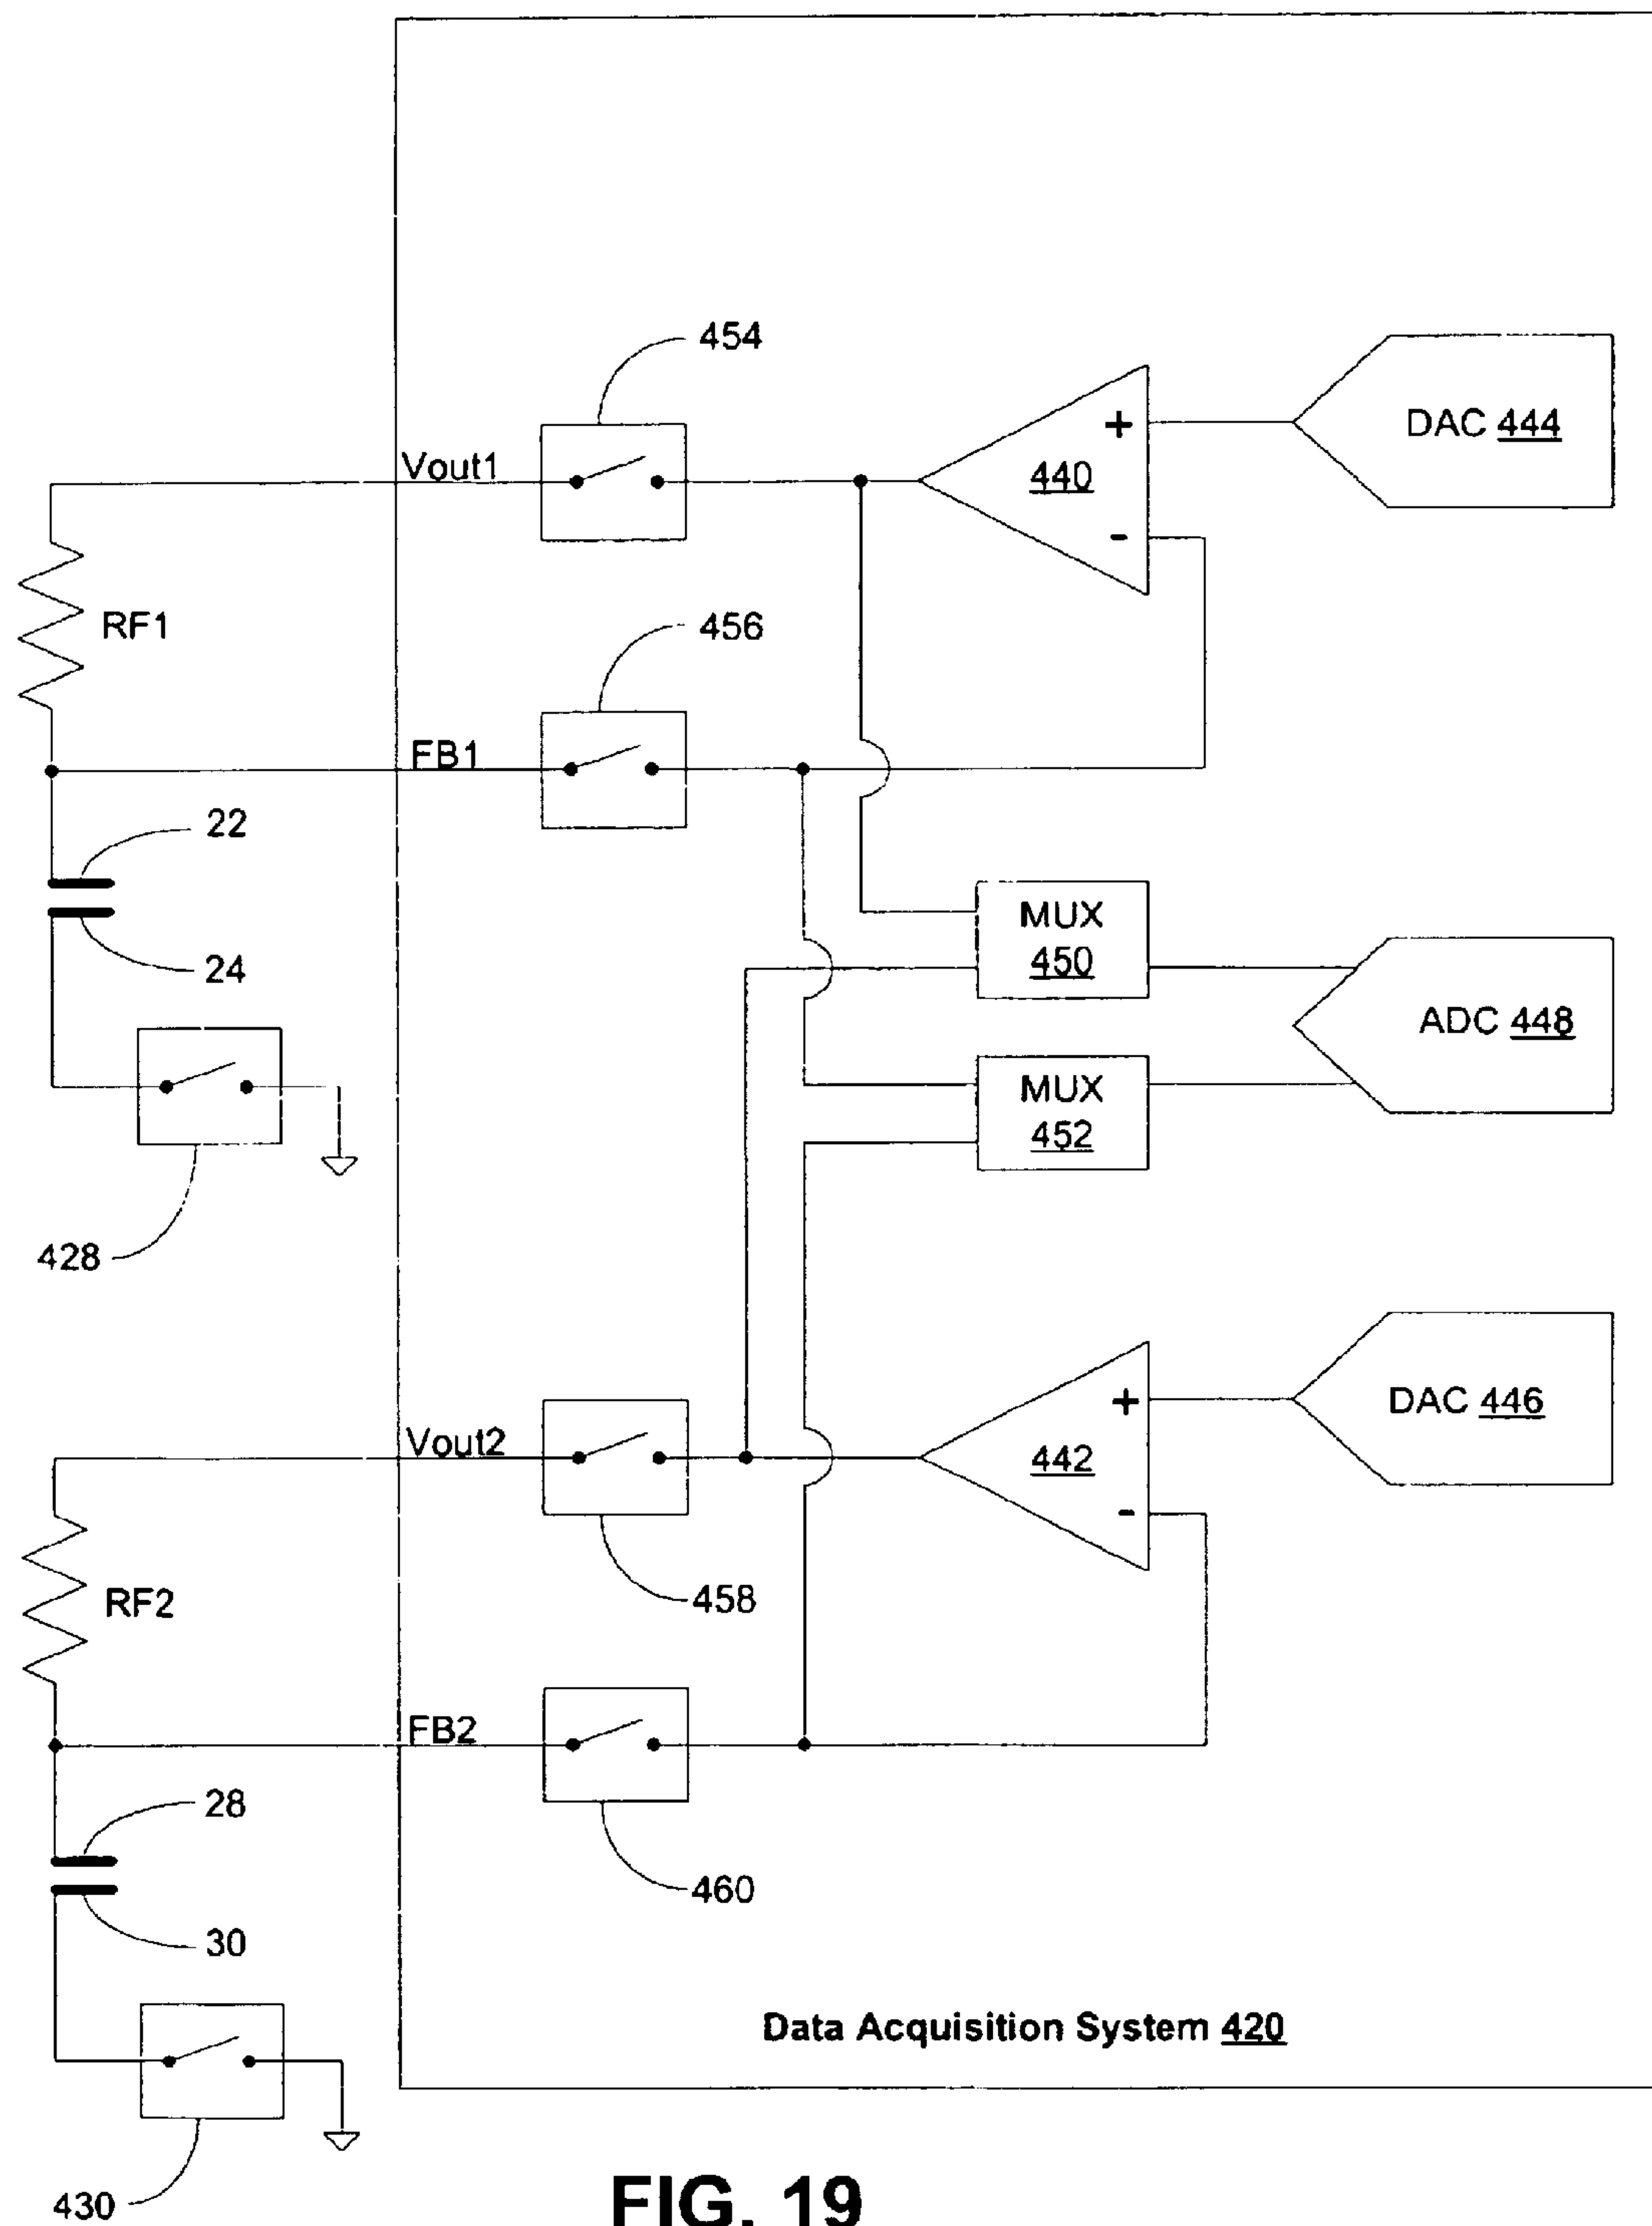 454
DAC 444
+
440
-
Vout1
RF1
456
FB1
22
MUX
450
24
ADC 448
MUX
452
428
DAC 446
+
442
-
Vout2
458
RF2
FB2
28
460
30
Data Acquisition System 420
430
FIG. 19